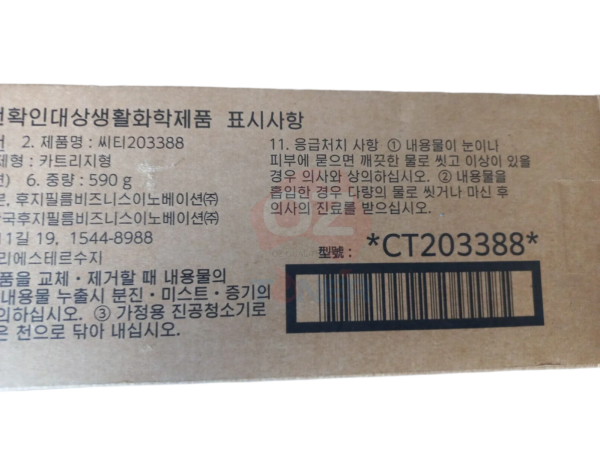 확인대상생활화학제품 표시사항
2. 제품명 : 씨티203388
제형 : 카트리지형
6. 중량 : 590 g
후지필름비즈니스이노베이션㈜
국후지필름비즈니스이노베이션㈜
11길 19, 1544-8988
리에스테르수지
품을 교체·제거할 때 내용물의
내용물 누출시 분진·미스트·증기의
의하십시오. ③ 가정용 진공청소기로
은 천으로 닦아 내십시오.
11. 응급처치 사항 ① 내용물이 눈이나
피부에 묻으면 깨끗한 물로 씻고 이상이 있을
경우 의사와 상의하십시오. ② 내용물을
흡입한 경우 다량의 물로 씻거나 마신 후
의사의 진료를 받으십시오.
型號 : *CT203388*
OZ